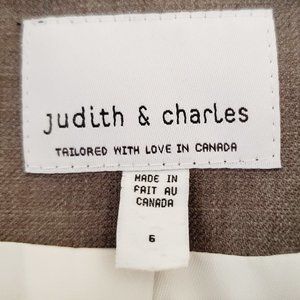 judith & charles
TAILORED WITH LOVE IN CANADA
MADE IN
FAIT AU
CANADA
6